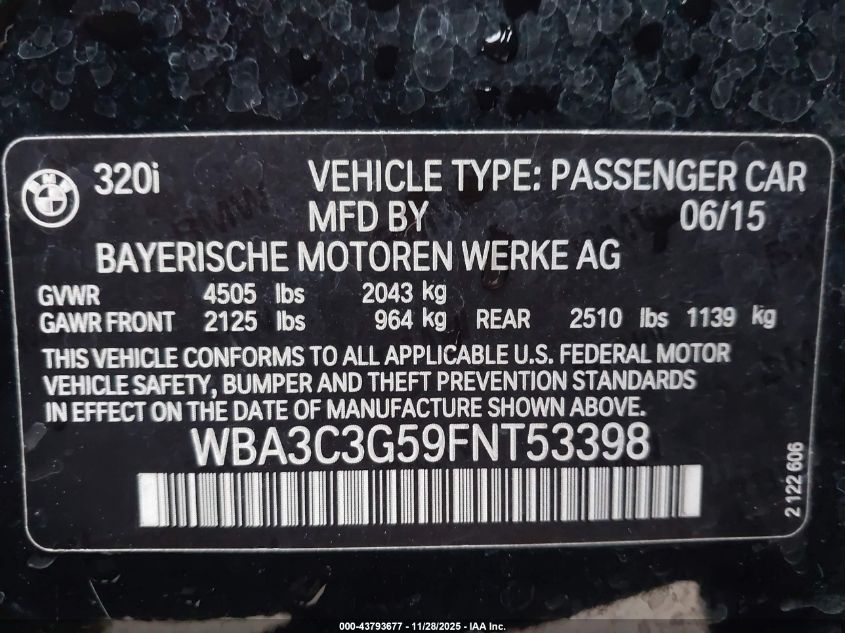 BMW
320i VEHICLE TYPE: PASSENGER CAR
MFD BY 06/15
BAYERISCHE MOTOREN WERKE AG
GVWR 4505 lbs 2043 kg
GAWR FRONT 2125 lbs 964 kg REAR 2510 lbs 1139 kg
THIS VEHICLE CONFORMS TO ALL APPLICABLE U.S. FEDERAL MOTOR
VEHICLE SAFETY, BUMPER AND THEFT PREVENTION STANDARDS
IN EFFECT ON THE DATE OF MANUFACTURE SHOWN ABOVE.
WBA3C3G59FNT53398
2 122 606
000-43793677 - 11/28/2025 - IAA Inc.